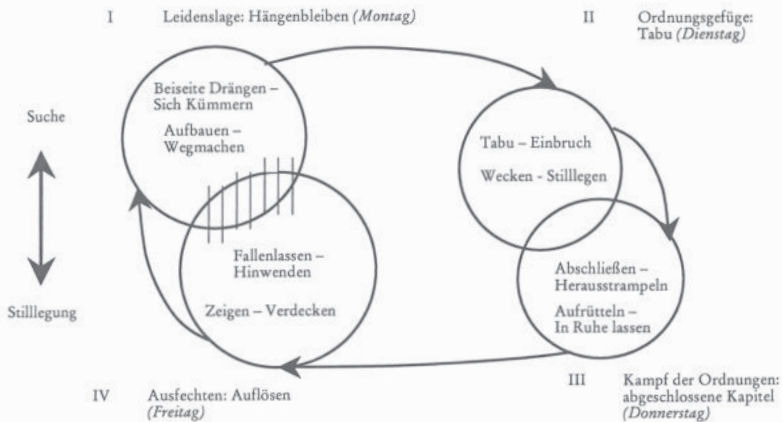 I Leidenslage: Hängenbleiben (Montag)
II Ordnungsgefüge:
Tabu (Dienstag)
Beiseite Drängen –
Sich Kümmern
Aufbauen –
Wegmachen
Suche
Stilllegung
Tabu – Einbruch
Wecken - Stilllegen
Fallenlassen –
Hinwenden
Zeigen – Verdecken
Abschließen –
Herausstrampeln
Aufrütteln –
In Ruhe lassen
III Kampf der Ordnungen:
abgeschlossene Kapitel
(Donnerstag)
IV Ausfechten: Auflösen
(Freitag)